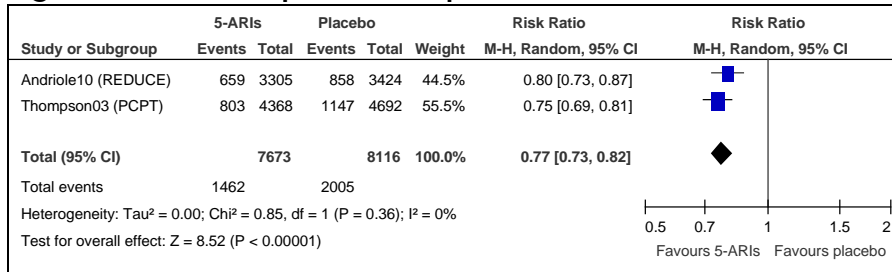 5-ARIs Placebo Risk Ratio Risk Ratio
Study or Subgroup Events Total Events Total Weight M-H, Random, 95% CI M-H, Random, 95% CI
Andriole10 (REDUCE) 659 3305 858 3424 44.5% 0.80 [0.73, 0.87]
Thompson03 (PCPT) 803 4368 1147 4692 55.5% 0.75 [0.69, 0.81]
Total (95% CI) 7673 8116 100.0% 0.77 [0.73, 0.82]
Total events 1462 2005
Heterogeneity: Tau² = 0.00; Chi² = 0.85, df = 1 (P = 0.36); I² = 0%
Test for overall effect: Z = 8.52 (P < 0.00001)
0.5 0.7 1 1.5 2
Favours 5-ARIs Favours placebo